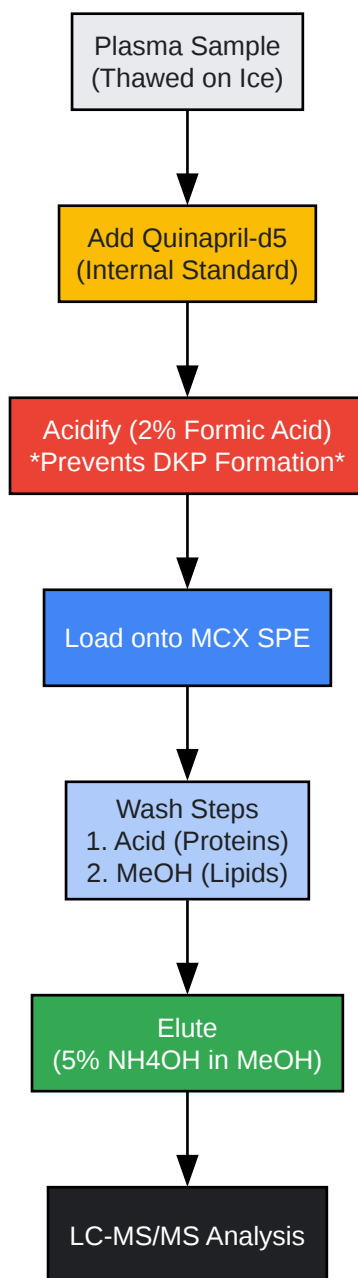 Plasma Sample
(Thawed on Ice)
Add Quinapril-d5
(Internal Standard)
Acidify (2% Formic Acid)
*Prevents DKP Formation*
Load onto MCX SPE
Wash Steps
1. Acid (Proteins)
2. MeOH (Lipids)
Elute
(5% NH4OH in MeOH)
LC-MS/MS Analysis